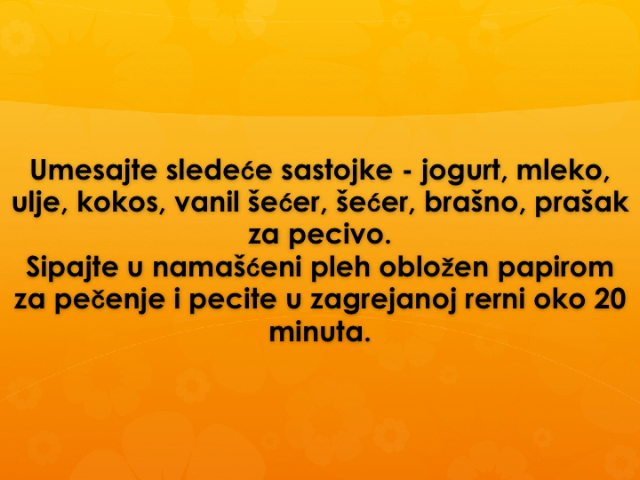 Umesajte sledeće sastojke - jogurt, mleko,
ulje, kokos, vanil šećer, šećer, brašno, prašak
za pecivo.
Sipajte u namašćeni pleh obložen papirom
za pečenje i pecite u zagrejanoj rerni oko 20
minuta.